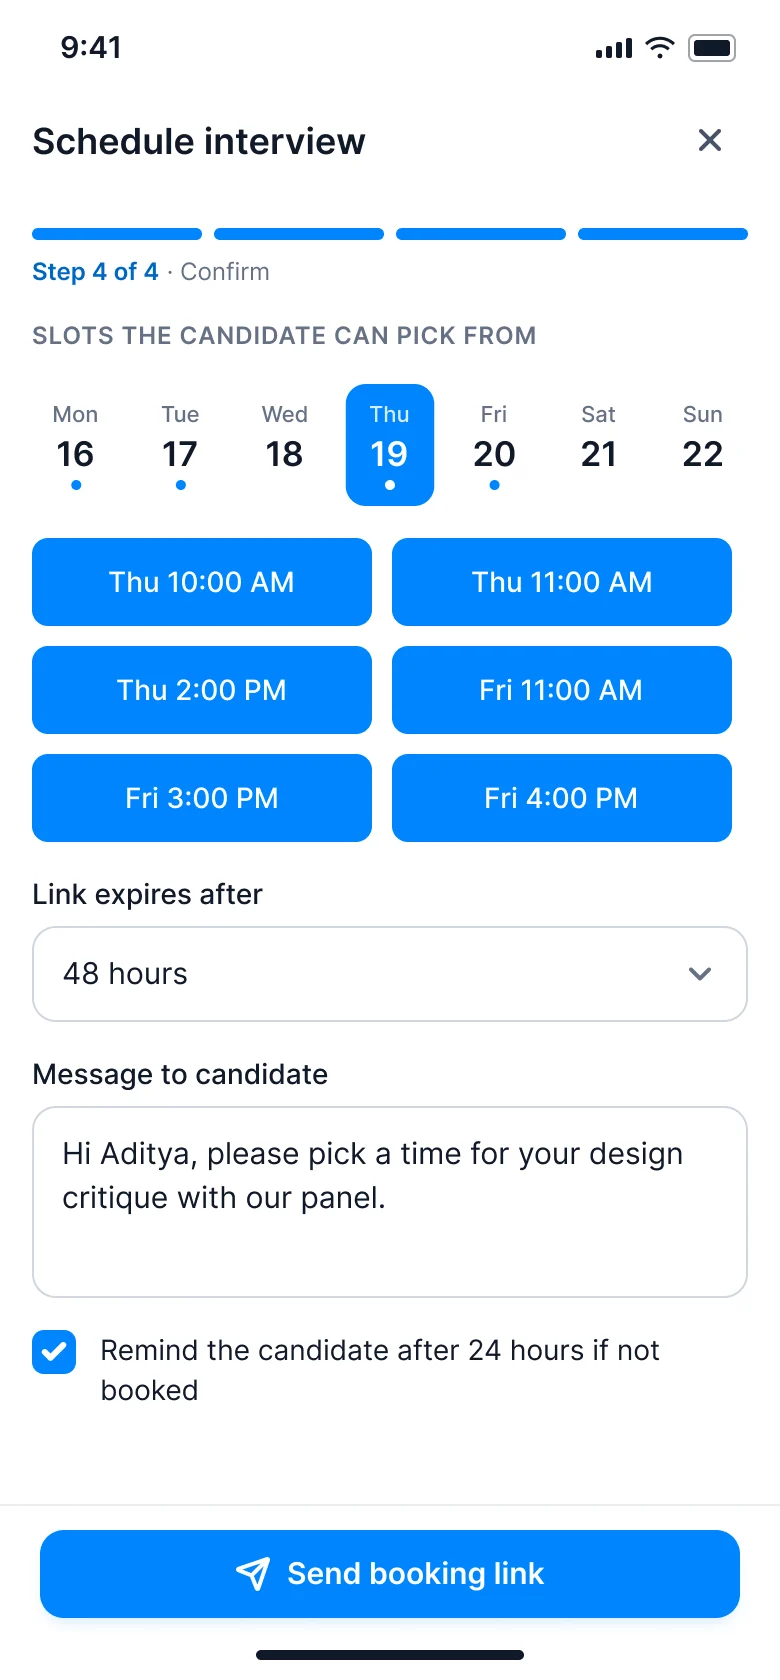 9:41
Schedule interview
Step 4 of 4 · Confirm
SLOTS THE CANDIDATE CAN PICK FROM
Mon Tue Wed Thu Fri Sat Sun
16 17 18 19 20 21 22
Thu 10:00 AM Thu 11:00 AM
Thu 2:00 PM Fri 11:00 AM
Fri 3:00 PM Fri 4:00 PM
Link expires after
48 hours
Message to candidate
Hi Aditya, please pick a time for your design
critique with our panel.
Remind the candidate after 24 hours if not
booked
Send booking link